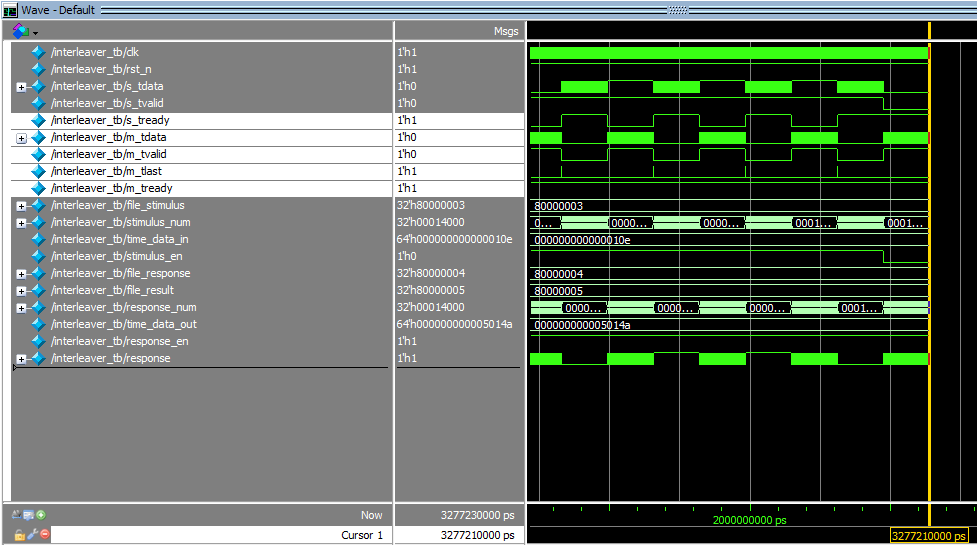 Wave - Default
Msgs
/interleaver_tb/clk 1'h1
/interleaver_tb/rst_n 1'h1
/interleaver_tb/s_tdata 1'h0
/interleaver_tb/s_tvalid 1'h0
/interleaver_tb/s_tready 1'h1
/interleaver_tb/m_tdata 1'h0
/interleaver_tb/m_tvalid 1'h0
/interleaver_tb/m_tlast 1'h1
/interleaver_tb/m_tready 1'h1
/interleaver_tb/file_stimulus 32'h80000003 80000003
/interleaver_tb/stimulus_num 32'h00014000 0... 0000... 0000... 0001... 0001...
/interleaver_tb/time_data_in 64'h000000000000010e 000000000000010e
/interleaver_tb/stimulus_en 1'h0
/interleaver_tb/file_response 32'h80000004 80000004
/interleaver_tb/file_result 32'h80000005 80000005
/interleaver_tb/response_num 32'h00014000 0000... 0000... 0000... 0001...
/interleaver_tb/time_data_out 64'h000000000005014a 000000000005014a
/interleaver_tb/response_en 1'h1
/interleaver_tb/response 1'h1
Now 3277230000 ps 2000000000 ps
Cursor 1 3277210000 ps 3277210000 ps